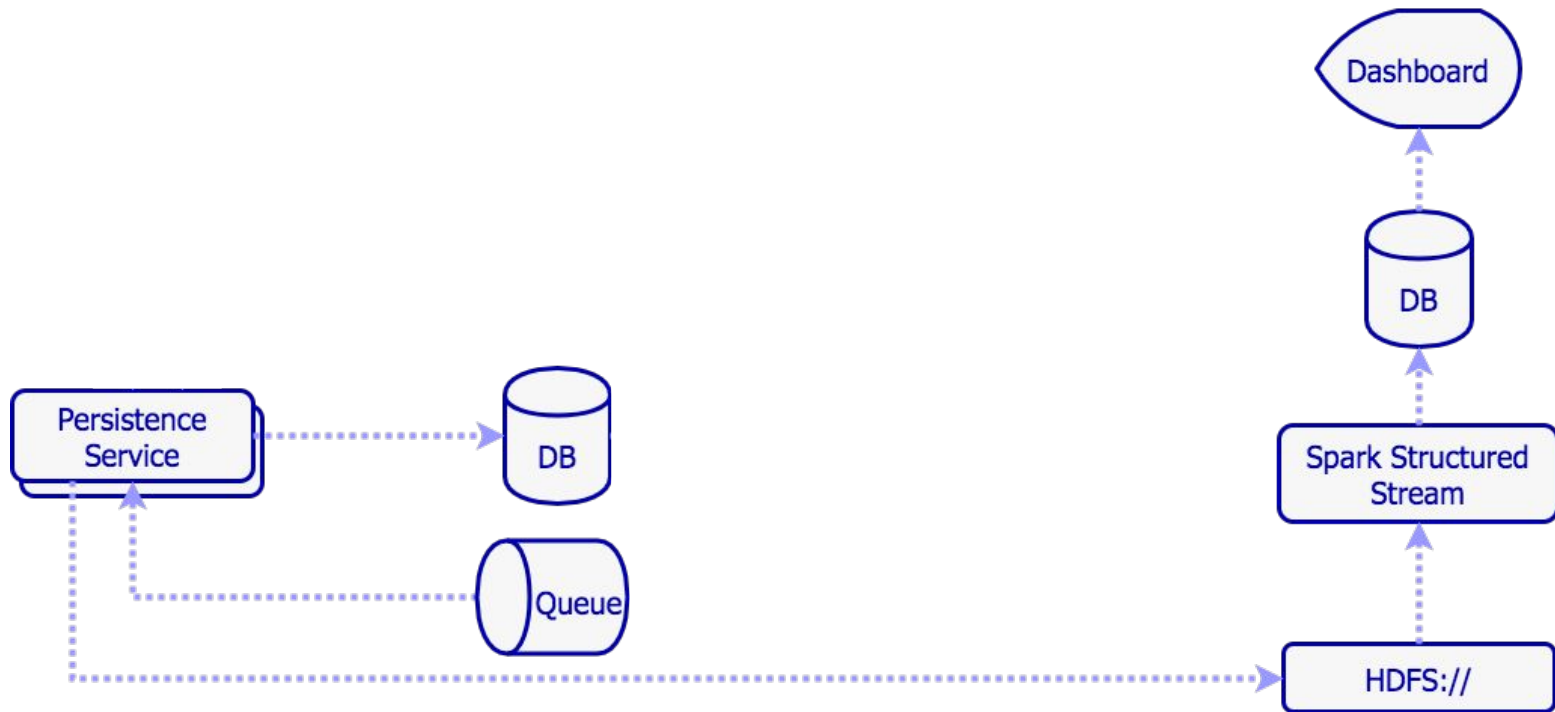 Dashboard
DB
Persistence
Service
DB
Spark Structured
Stream
Queue
HDFS://